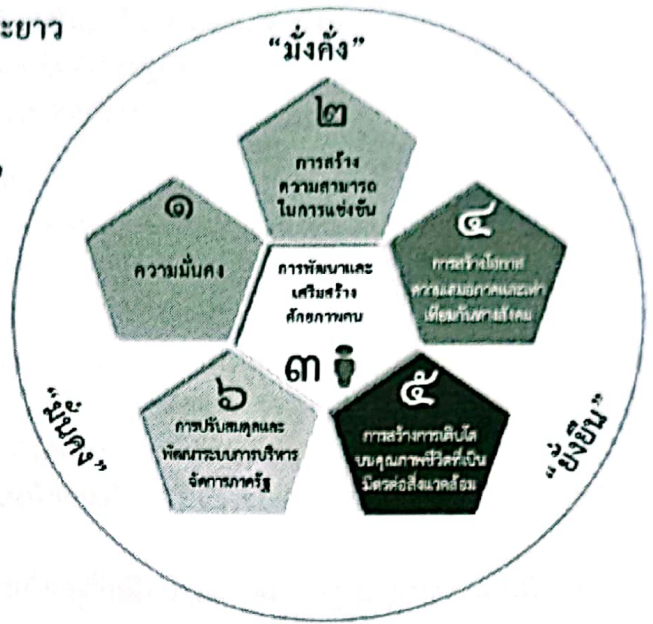 ะยาว
“มั่งคั่ง”
๒
การสร้าง
ความสามารถ
ในการแข่งขัน
๑
ความมั่นคง
๔
การสร้างโอกาส
ความเสมอภาคและเท่า
เทียมกันทางสังคม
การพัฒนาและ
เสริมสร้าง
ศักยภาพคน
๓
๖
การปรับสมดุลและ
พัฒนาระบบการบริหาร
จัดการภาครัฐ
๕
การสร้างการเติบโต
บนคุณภาพชีวิตที่เป็น
มิตรต่อสิ่งแวดล้อม
“มั่นคง”
“ยั่งยืน”